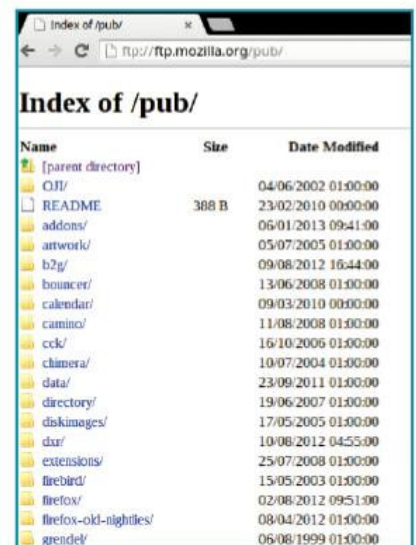 Index of /pub/
ftp://ftp.mozilla.org/pub/
Index of /pub/
Name Size Date Modified
[parent directory]
OJI/ 04/06/2002 01:00:00
README 388 B 23/02/2010 00:00:00
addons/ 06/01/2013 09:41:00
artwork/ 05/07/2005 01:00:00
b2g/ 09/08/2012 16:44:00
bouncer/ 13/06/2008 01:00:00
calendar/ 09/03/2010 00:00:00
camino/ 11/08/2008 01:00:00
cck/ 16/10/2006 01:00:00
chimera/ 10/07/2004 01:00:00
data/ 23/09/2011 01:00:00
directory/ 19/06/2007 01:00:00
diskimages/ 17/05/2005 01:00:00
dxr/ 10/08/2012 04:55:00
extensions/ 25/07/2008 01:00:00
firebird/ 15/05/2003 01:00:00
firefox/ 02/08/2012 09:51:00
firefox-old-nightlies/ 08/04/2012 01:00:00
grendel/ 06/08/1999 01:00:00